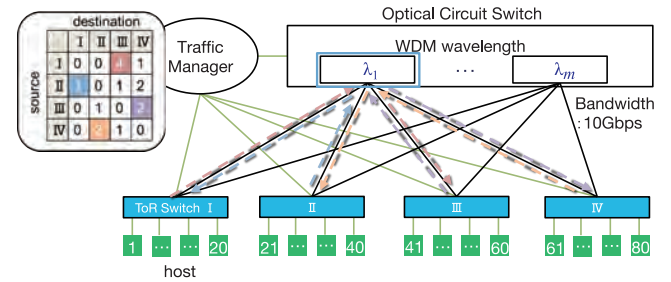 Optical Circuit Switch
destination
I II III IV
source
I 0 0 4 1
II 1 0 1 2
III 0 1 0 2
IV 0 2 1 0
Traffic
Manager
WDM wavelength
λ1 … λm
Bandwidth
:10Gbps
ToR Switch I II III IV
1 … … 20 21 … … 40 41 … … 60 61 … … 80
host